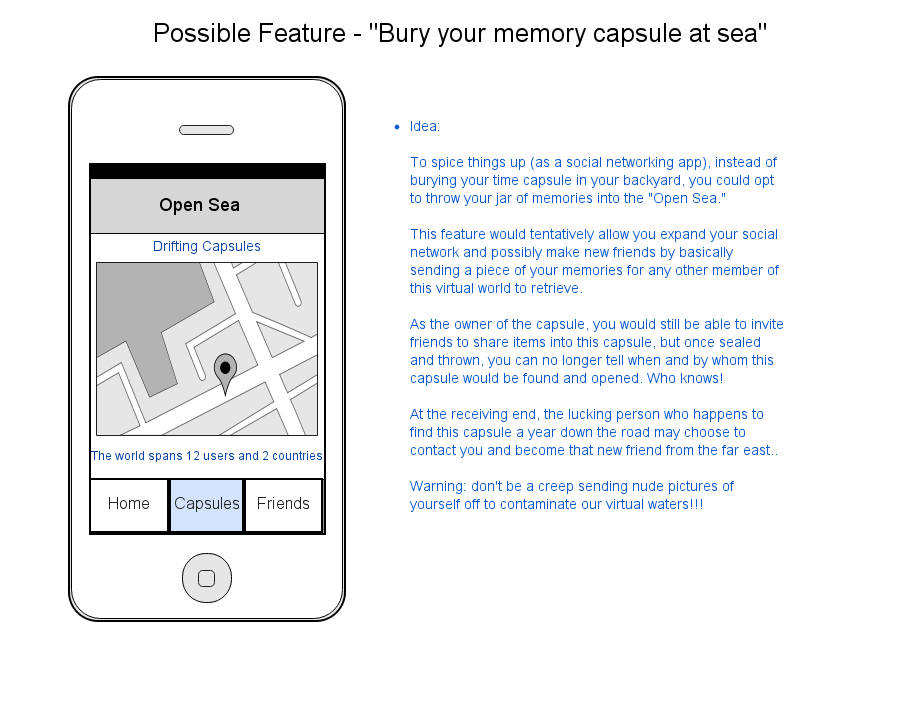 Possible Feature - "Bury your memory capsule at sea"
Open Sea
Drifting Capsules
The world spans 12 users and 2 countries
Home Capsules Friends
• Idea:
To spice things up (as a social networking app), instead of
burying your time capsule in your backyard, you could opt
to throw your jar of memories into the "Open Sea."
This feature would tentatively allow you expand your social
network and possibly make new friends by basically
sending a piece of your memories for any other member of
this virtual world to retrieve.
As the owner of the capsule, you would still be able to invite
friends to share items into this capsule, but once sealed
and thrown, you can no longer tell when and by whom this
capsule would be found and opened. Who knows!
At the receiving end, the lucking person who happens to
find this capsule a year down the road may choose to
contact you and become that new friend from the far east..
Warning: don't be a creep sending nude pictures of
yourself off to contaminate our virtual waters!!!